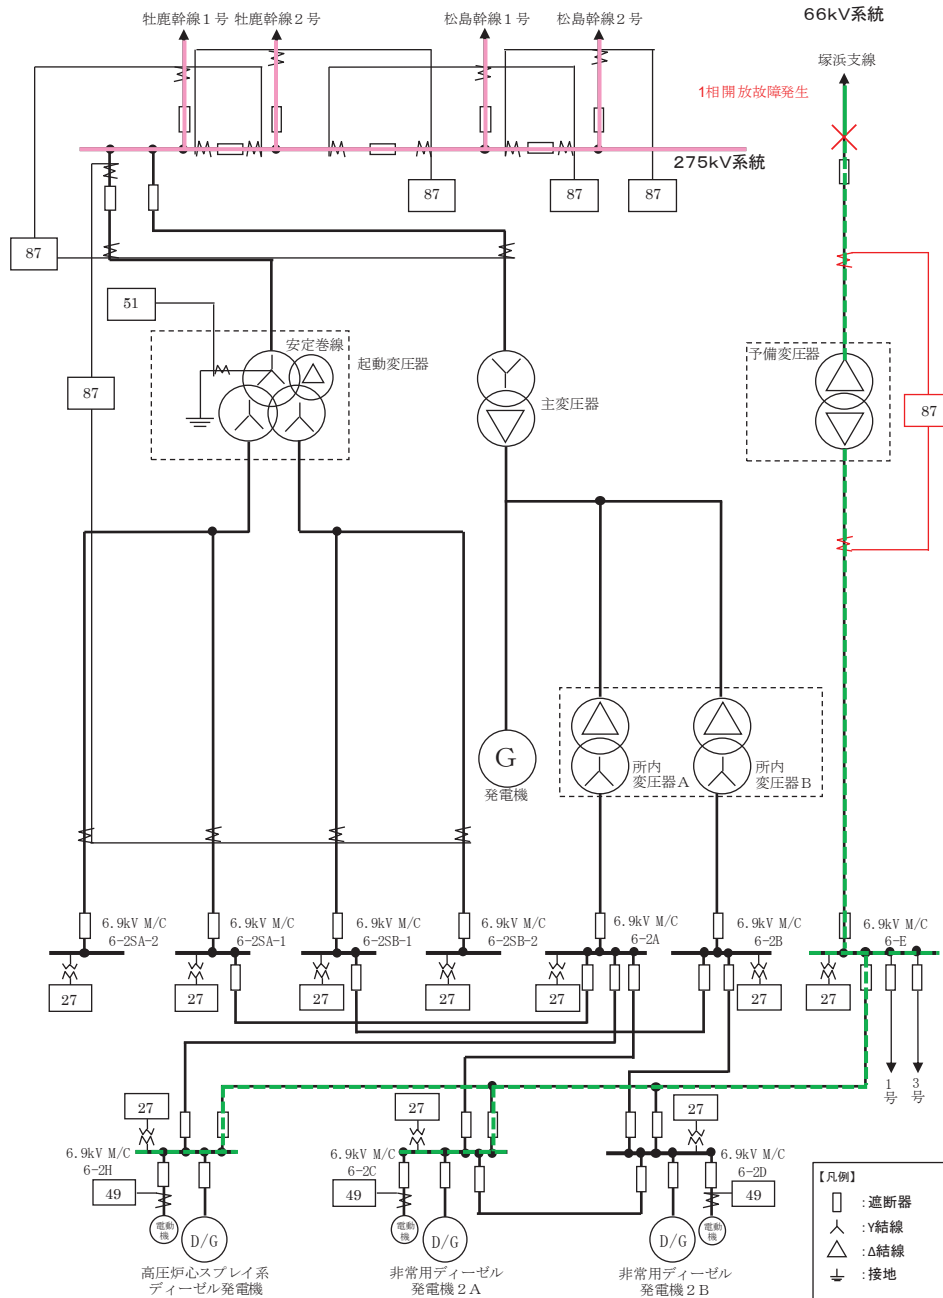 66kV系統
牡鹿幹線１号 牡鹿幹線２号 松島幹線１号 松島幹線２号
塚浜支線
1相開放故障発生
275kV系統
87
87
87
87
51
87
安定巻線
起動変圧器
主変圧器
予備変圧器
87
G
発電機
所内
変圧器Ａ
所内
変圧器Ｂ
6.9kV M/C
6-2SA-2
6.9kV M/C
6-2SA-1
6.9kV M/C
6-2SB-1
6.9kV M/C
6-2SB-2
6.9kV M/C
6-2A
6.9kV M/C
6-2B
6.9kV M/C
6-E
27
27
27
27
27
27
27
1
号
3
号
27
27
27
6.9kV M/C
6-2H
6.9kV M/C
6-2C
6.9kV M/C
6-2D
49
49
49
電動
機
D/G
電動
機
D/G
D/G
電動
機
高圧炉心スプレイ系
ディーゼル発電機
非常用ディーゼル
発電機２Ａ
非常用ディーゼル
発電機２Ｂ
【凡例】
:遮断器
:Y結線
:Δ結線
:接地